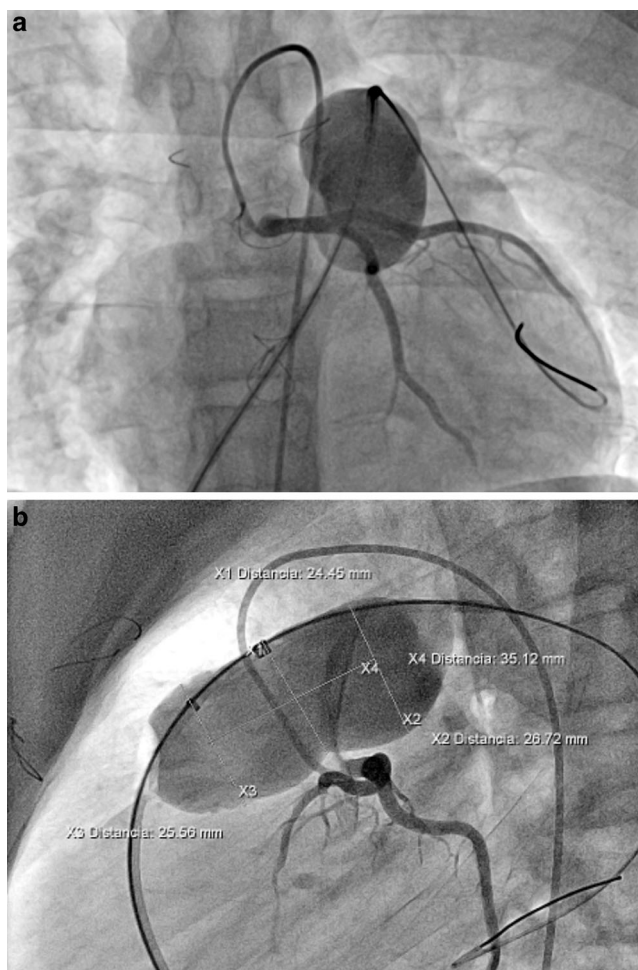 a
b
X1 Distancia: 24.45 mm
X4
X4 Distancia: 35.12 mm
X2
X2 Distancia: 26.72 mm
X3
X3 Distancia: 25.56 mm